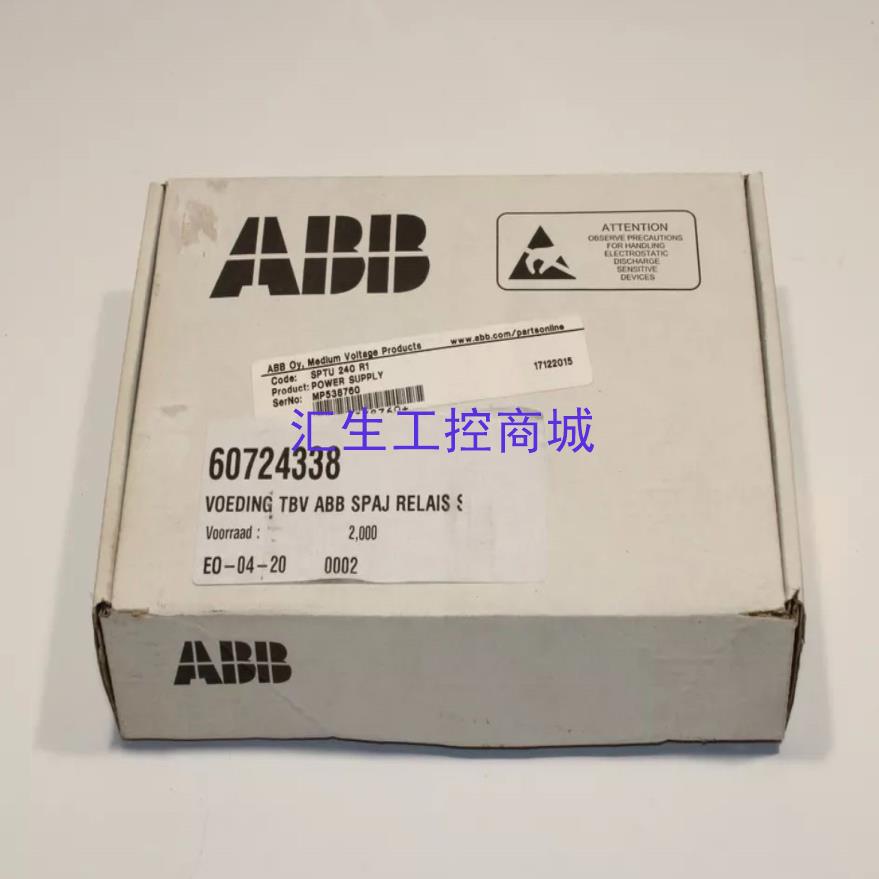 ABB
ATTENTION
OBSERVE PRECAUTIONS
FOR HANDLING
ELECTROSTATIC
DISCHARGE
SENSITIVE
DEVICES
ABB Oy, Medium Voltage Products www.abb.com/partsonline
Code: SPTU 240 R1
Product: POWER SUPPLY 17122015
SerNo: MP538760
汇生工控商城
60724338
VOEDING TBV ABB SPAJ RELAIS
Voorraad : 2,000
EO-04-20 0002
ABB